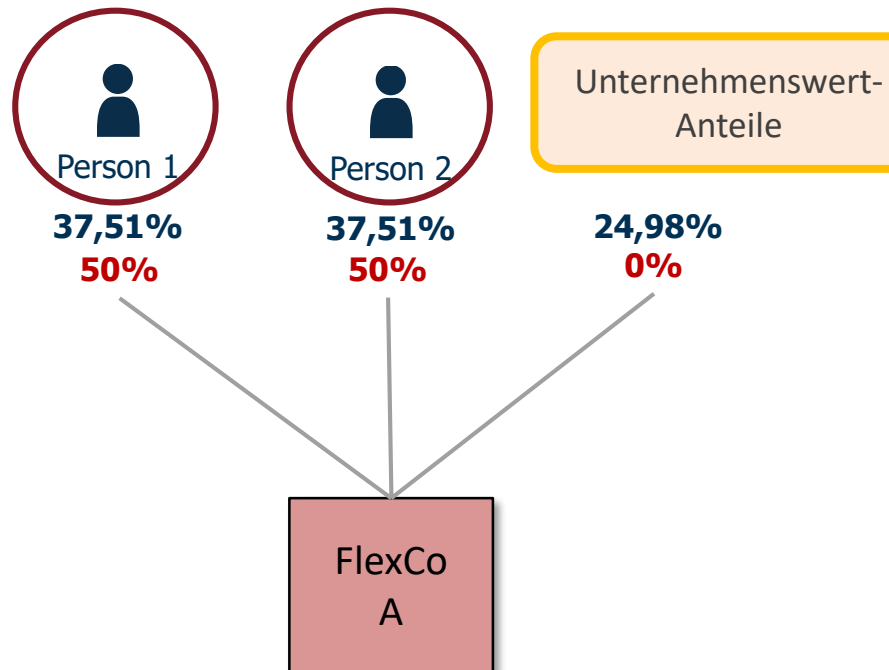 Person 1
Person 2
Unternehmenswert-
Anteile
37,51%
37,51%
24,98%
50%
50%
0%
FlexCo
A